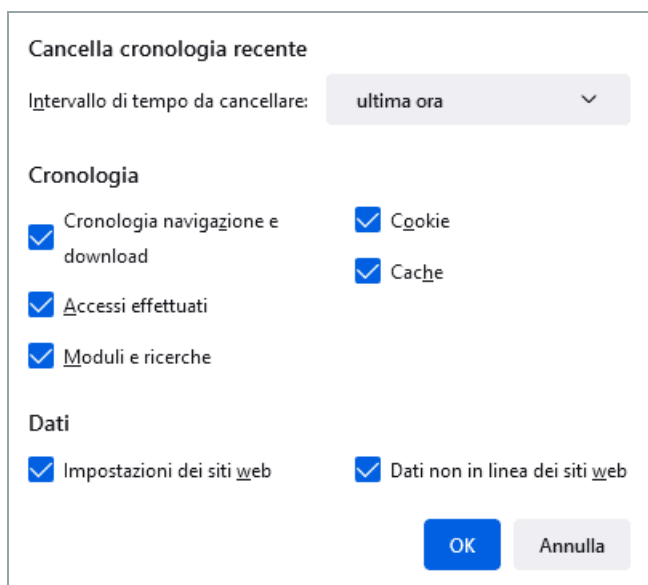 Cancella cronologia recente
Intervallo di tempo da cancellare: ultima ora
Cronologia
Cronologia navigazione e
download
Cookie
Cache
Accessi effettuati
Moduli e ricerche
Dati
Impostazioni dei siti web
Dati non in linea dei siti web
OK
Annulla